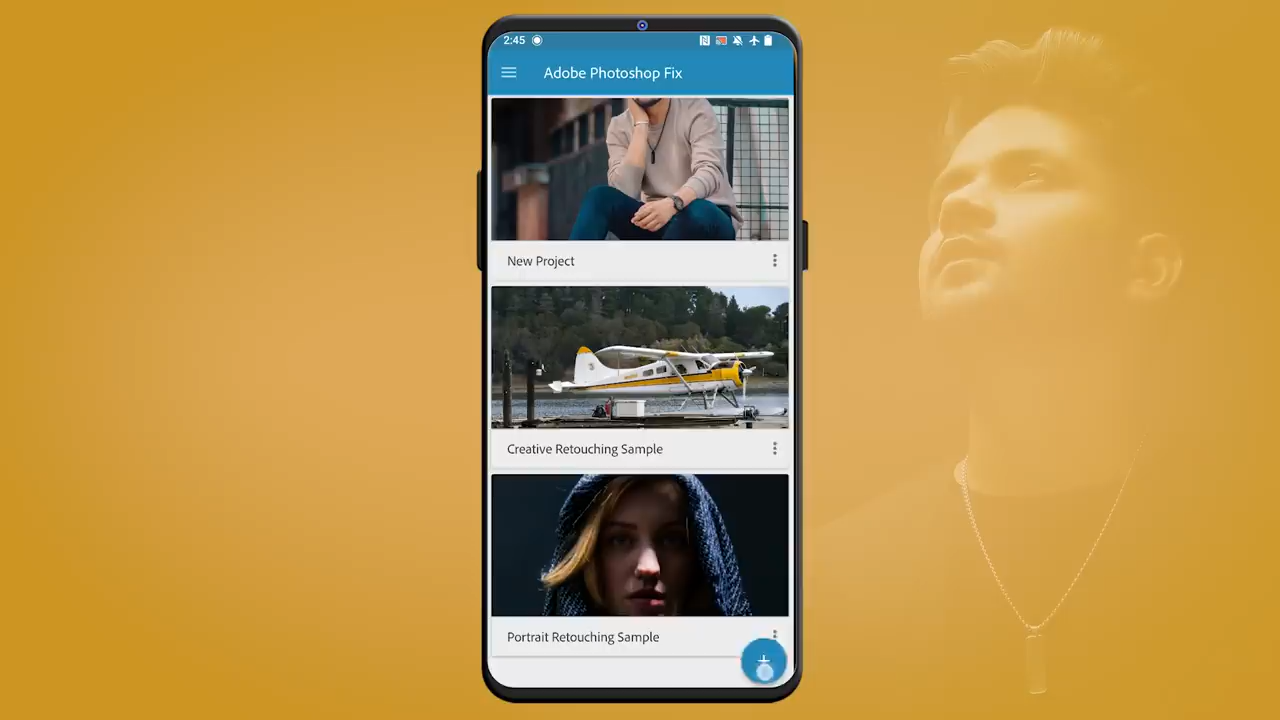 2:45
Adobe Photoshop Fix
New Project
Creative Retouching Sample
Portrait Retouching Sample